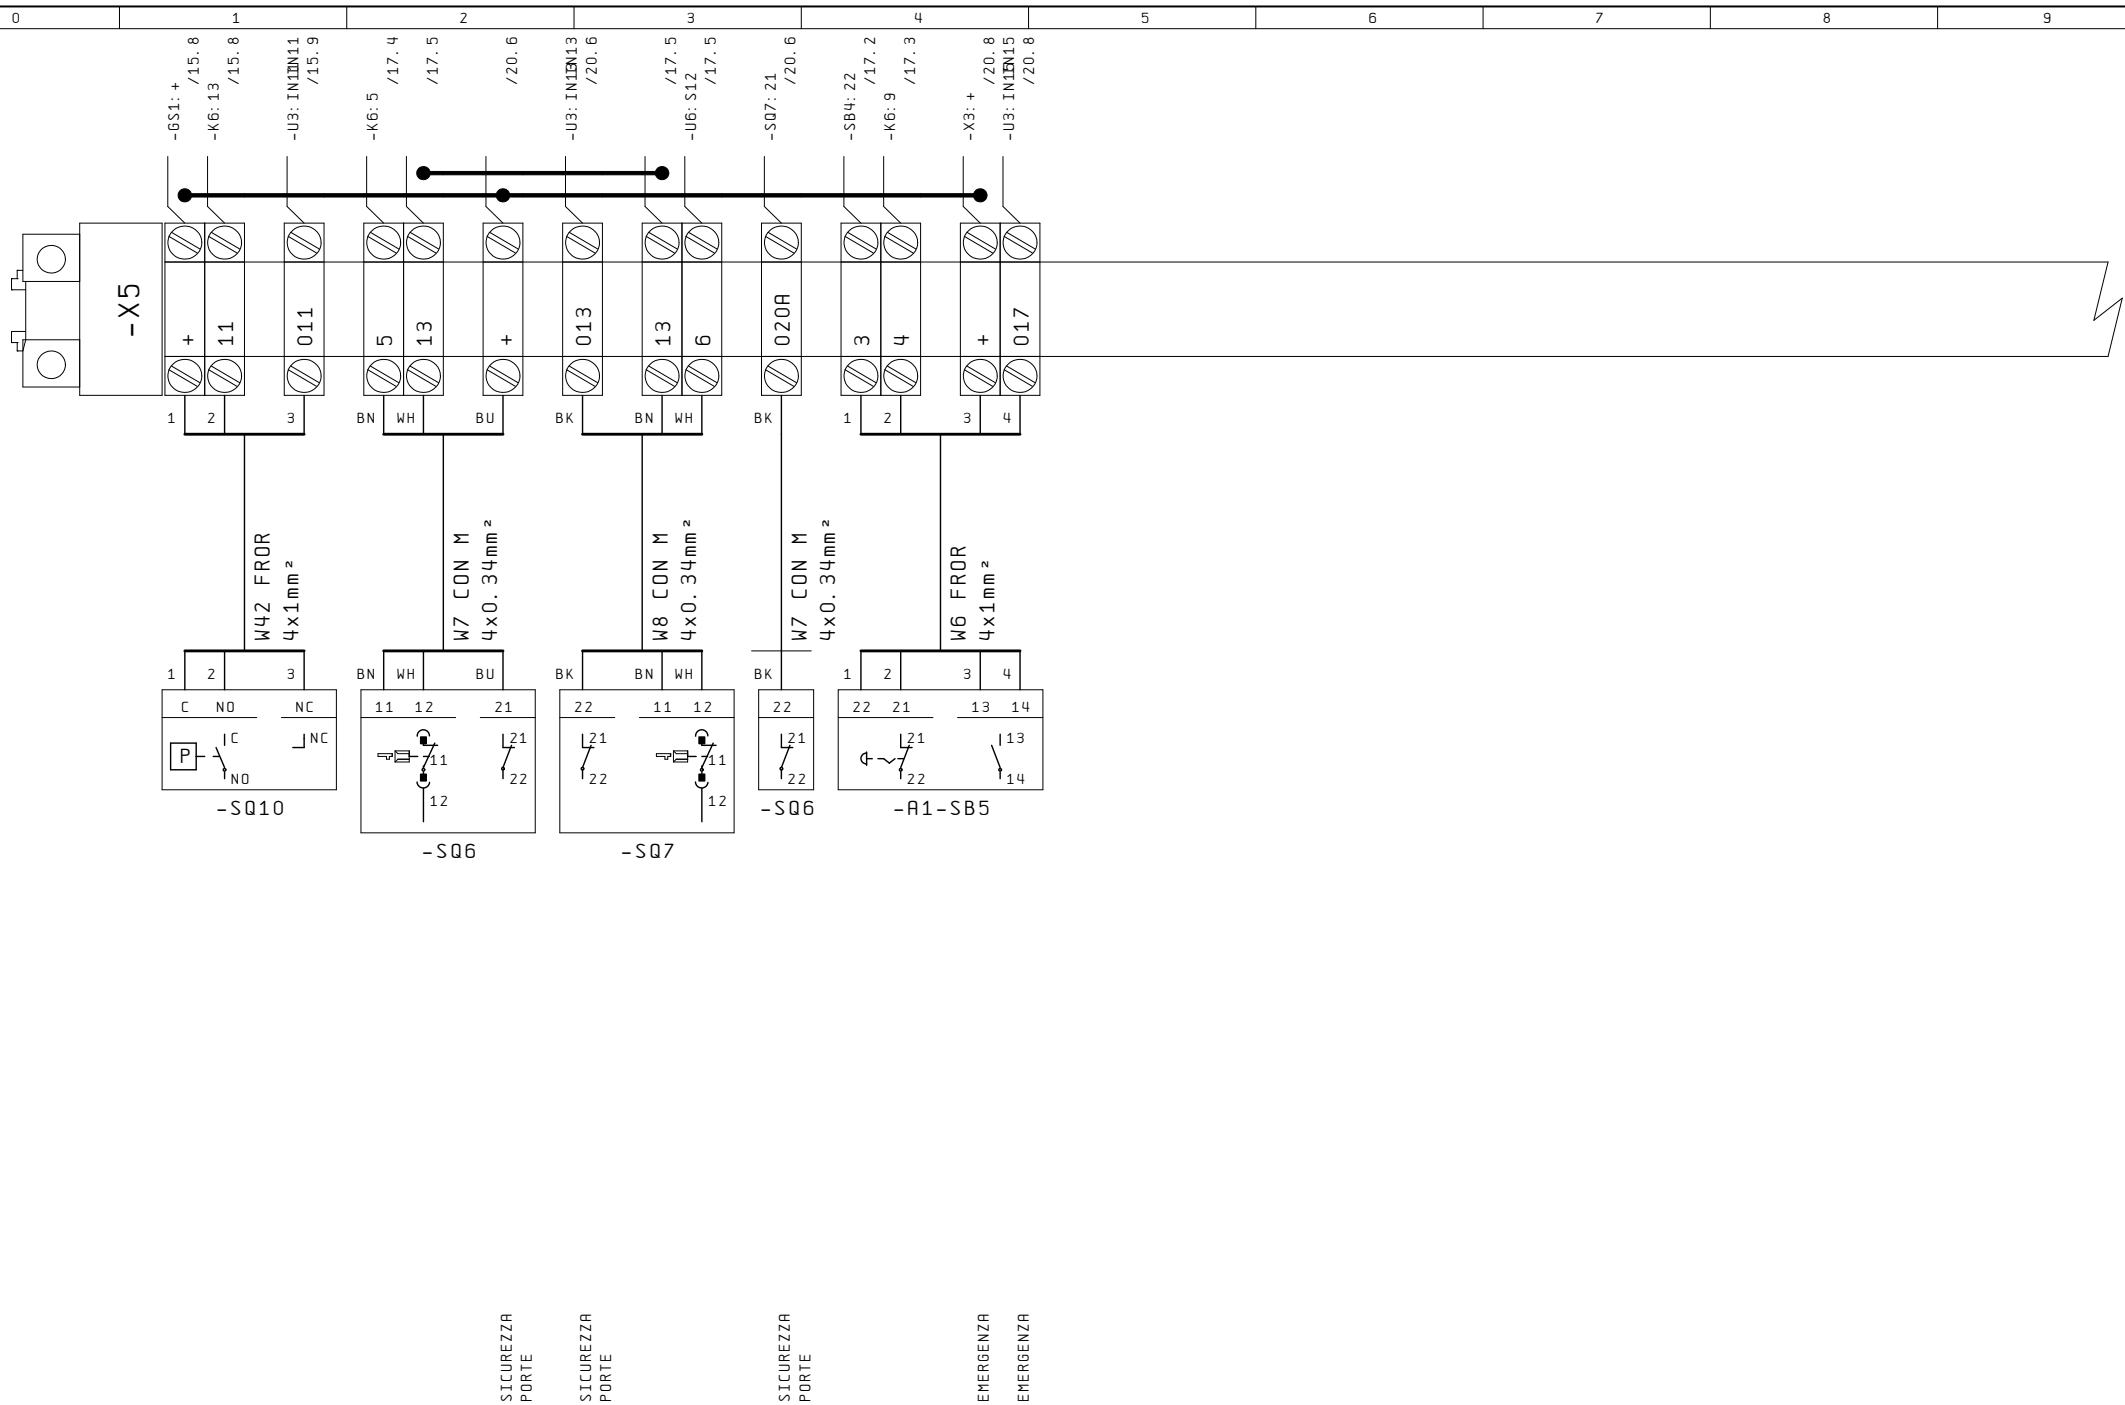 0 1 2 3 4 5 6 7 8 9
-GS1:+ /15.8
-K6:13 /15.8
-U3:IN11 IN11 /15.9
-K6:5 /17.4
/17.5
/20.6
-U3:IN13 IN13 /20.6
/17.5
-U6:S12 /17.5
-SQ7:21 /20.6
-SB4:22 /17.2
-K6:9 /17.3
-X3:+ /20.8
-U3:IN15 IN15 /20.8
-X5
+ 11 011 5 13 + 013 13 6 020A 3 4 + 017
1 2 3 BN WH BU BK BN WH BK 1 2 3 4
W42 FROR
4x1mm²
W7 CON M
4x0.34mm²
W8 CON M
4x0.34mm²
W7 CON M
4x0.34mm²
W6 FROR
4x1mm²
1 2 3 BN WH BU BK BN WH BK 1 2 3 4
C NO NC 11 12 21 22 11 12 22 22 21 13 14
P C NC 21 21 21 21 13
11 11
NO 22 22 22 22 14
12 12
-SQ10
-SQ6
-A1-SB5
-SQ6
-SQ7
SICUREZZA
PORTE
SICUREZZA
PORTE
SICUREZZA
PORTE
EMERGENZA
EMERGENZA